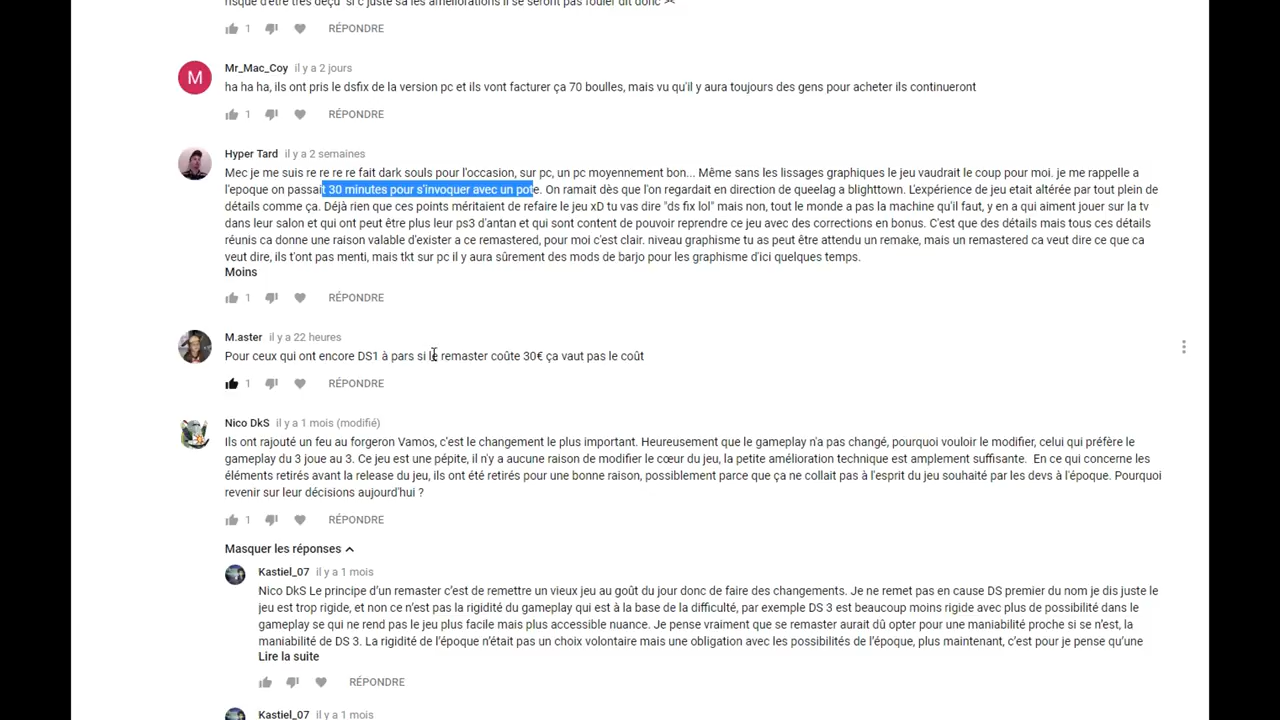 risque d'être très déçu si c juste sa les améliorations il se seront pas fouler dit donc ><
1 RÉPONDRE
M
Mr_Mac_Coy il y a 2 jours
ha ha ha, ils ont pris le dsfix de la version pc et ils vont facturer ça 70 boulles, mais vu qu'il y aura toujours des gens pour acheter ils continueront
1 RÉPONDRE
Hyper Tard il y a 2 semaines
Mec je me suis re re re re fait dark souls pour l'occasion, sur pc, un pc moyennement bon... Même sans les lissages graphiques le jeu vaudrait le coup pour moi. je me rappelle a
l'epoque on passait 30 minutes pour s'invoquer avec un pote. On ramait dès que l'on regardait en direction de queelag a blighttown. L'expérience de jeu etait altérée par tout plein de
détails comme ça. Déjà rien que ces points méritaient de refaire le jeu xD tu vas dire "ds fix lol" mais non, tout le monde a pas la machine qu'il faut, y en a qui aiment jouer sur la tv
dans leur salon et qui ont peut être plus leur ps3 d'antan et qui sont content de pouvoir reprendre ce jeu avec des corrections en bonus. C'est que des détails mais tous ces détails
réunis ca donne une raison valable d'exister a ce remastered, pour moi c'est clair. niveau graphisme tu as peut être attendu un remake, mais un remastered ca veut dire ce que ca
veut dire, ils t'ont pas menti, mais tkt sur pc il y aura sûrement des mods de barjo pour les graphisme d'ici quelques temps.
Moins
1 RÉPONDRE
M.aster il y a 22 heures
Pour ceux qui ont encore DS1 à pars si le remaster coûte 30€ ça vaut pas le coût
1 RÉPONDRE
Nico DkS il y a 1 mois (modifié)
Ils ont rajouté un feu au forgeron Vamos, c'est le changement le plus important. Heureusement que le gameplay n'a pas changé, pourquoi vouloir le modifier, celui qui préfère le
gameplay du 3 joue au 3. Ce jeu est une pépite, il n'y a aucune raison de modifier le cœur du jeu, la petite amélioration technique est amplement suffisante. En ce qui concerne les
éléments retirés avant la release du jeu, ils ont été retirés pour une bonne raison, possiblement parce que ça ne collait pas à l'esprit du jeu souhaité par les devs à l'époque. Pourquoi
revenir sur leur décisions aujourd'hui ?
1 RÉPONDRE
Masquer les réponses
Kastiel_07 il y a 1 mois
Nico DkS Le principe d'un remaster c'est de remettre un vieux jeu au goût du jour donc de faire des changements. Je ne remet pas en cause DS premier du nom je dis juste le
jeu est trop rigide, et non ce n'est pas la rigidité du gameplay qui est à la base de la difficulté, par exemple DS 3 est beaucoup moins rigide avec plus de possibilité dans le
gameplay se qui ne rend pas le jeu plus facile mais plus accessible nuance. Je pense vraiment que se remaster aurait dû opter pour une maniabilité proche si se n'est, la
maniabilité de DS 3. La rigidité de l'époque n'était pas un choix volontaire mais une obligation avec les possibilités de l'époque, plus maintenant, c'est pour je pense qu'une
Lire la suite
RÉPONDRE
Kastiel_07 il y a 1 mois